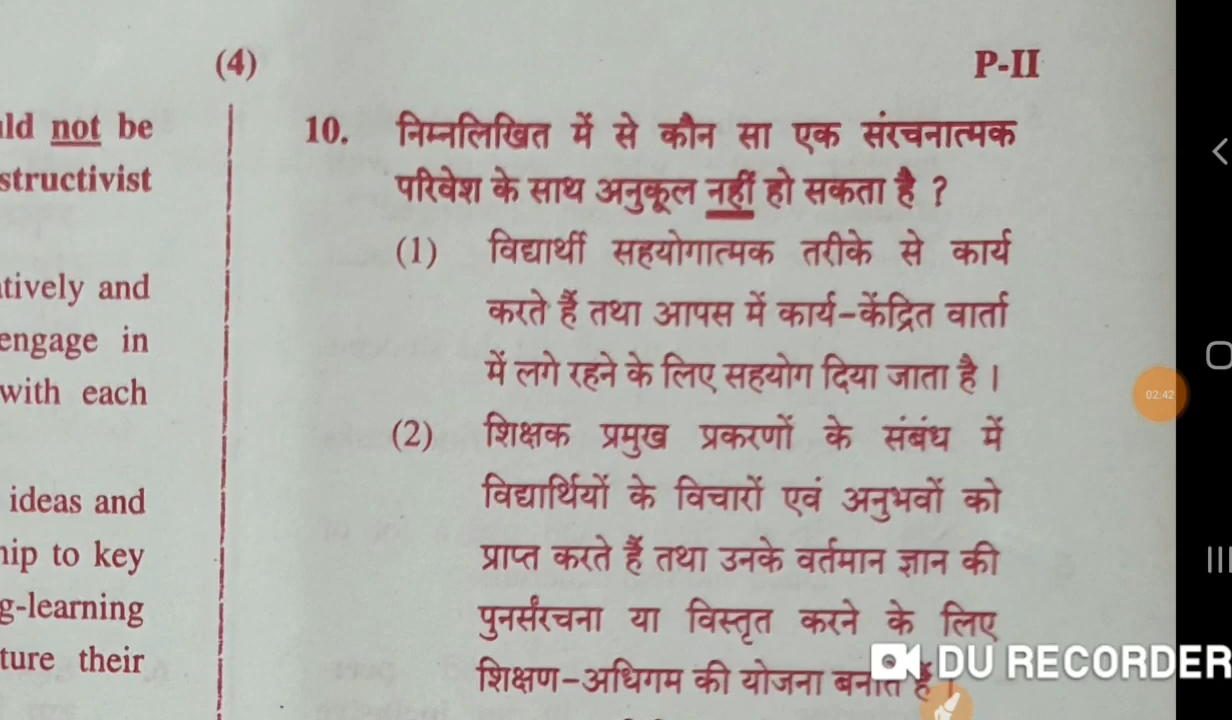 (4)
P-II
ld not be
structivist
tively and
engage in
with each
ideas and
hip to key
g-learning
ture their
10. निम्नलिखित में से कौन सा एक संरचनात्मक
परिवेश के साथ अनुकूल नहीं हो सकता है ?
(1) विद्यार्थी सहयोगात्मक तरीके से कार्य
करते हैं तथा आपस में कार्य-केंद्रित वार्ता
में लगे रहने के लिए सहयोग दिया जाता है ।
(2) शिक्षक प्रमुख प्रकरणों के संबंध में
विद्यार्थियों के विचारों एवं अनुभवों को
प्राप्त करते हैं तथा उनके वर्तमान ज्ञान की
पुनर्संरचना या विस्तृत करने के लिए
शिक्षण-अधिगम की योजना बनाते हैं ।
02:42
DU RECORDER